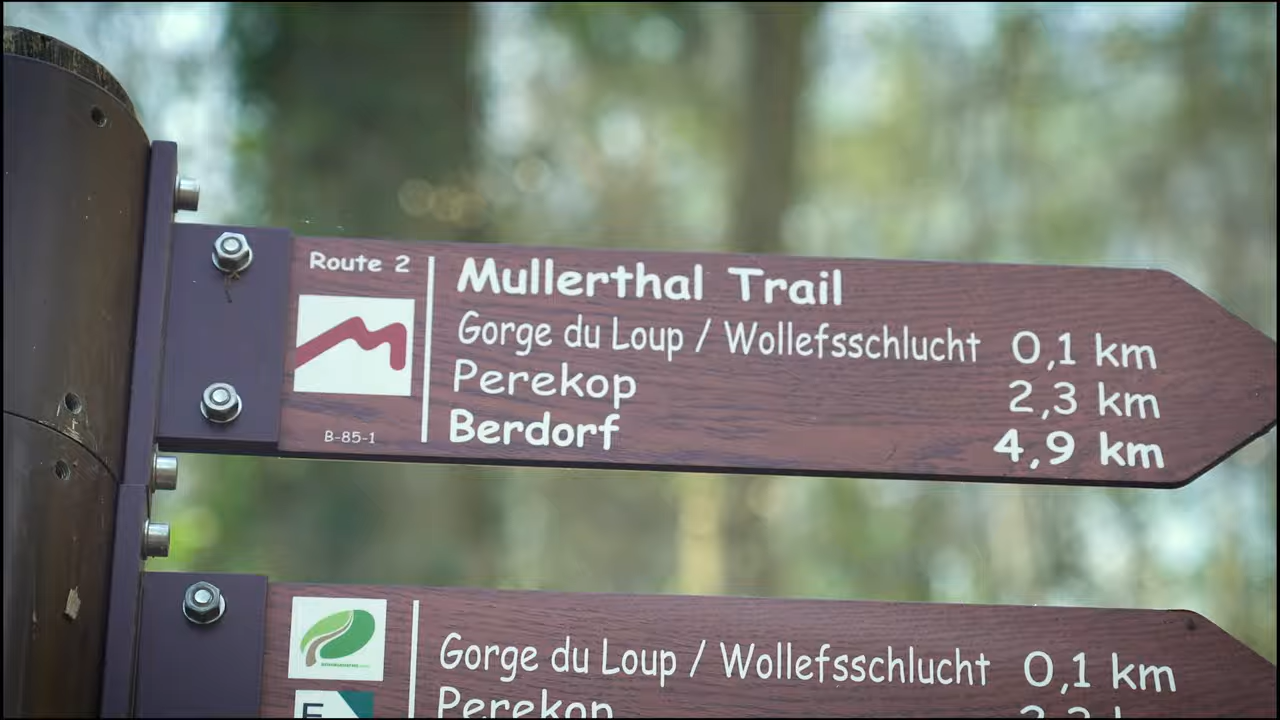 Route 2
B-85-1
Mullerthal Trail
Gorge du Loup / Wollefsschlucht 0,1 km
Perekop 2,3 km
Berdorf 4,9 km
Gorge du Loup / Wollefsschlucht 0,1 km
Perekop
E